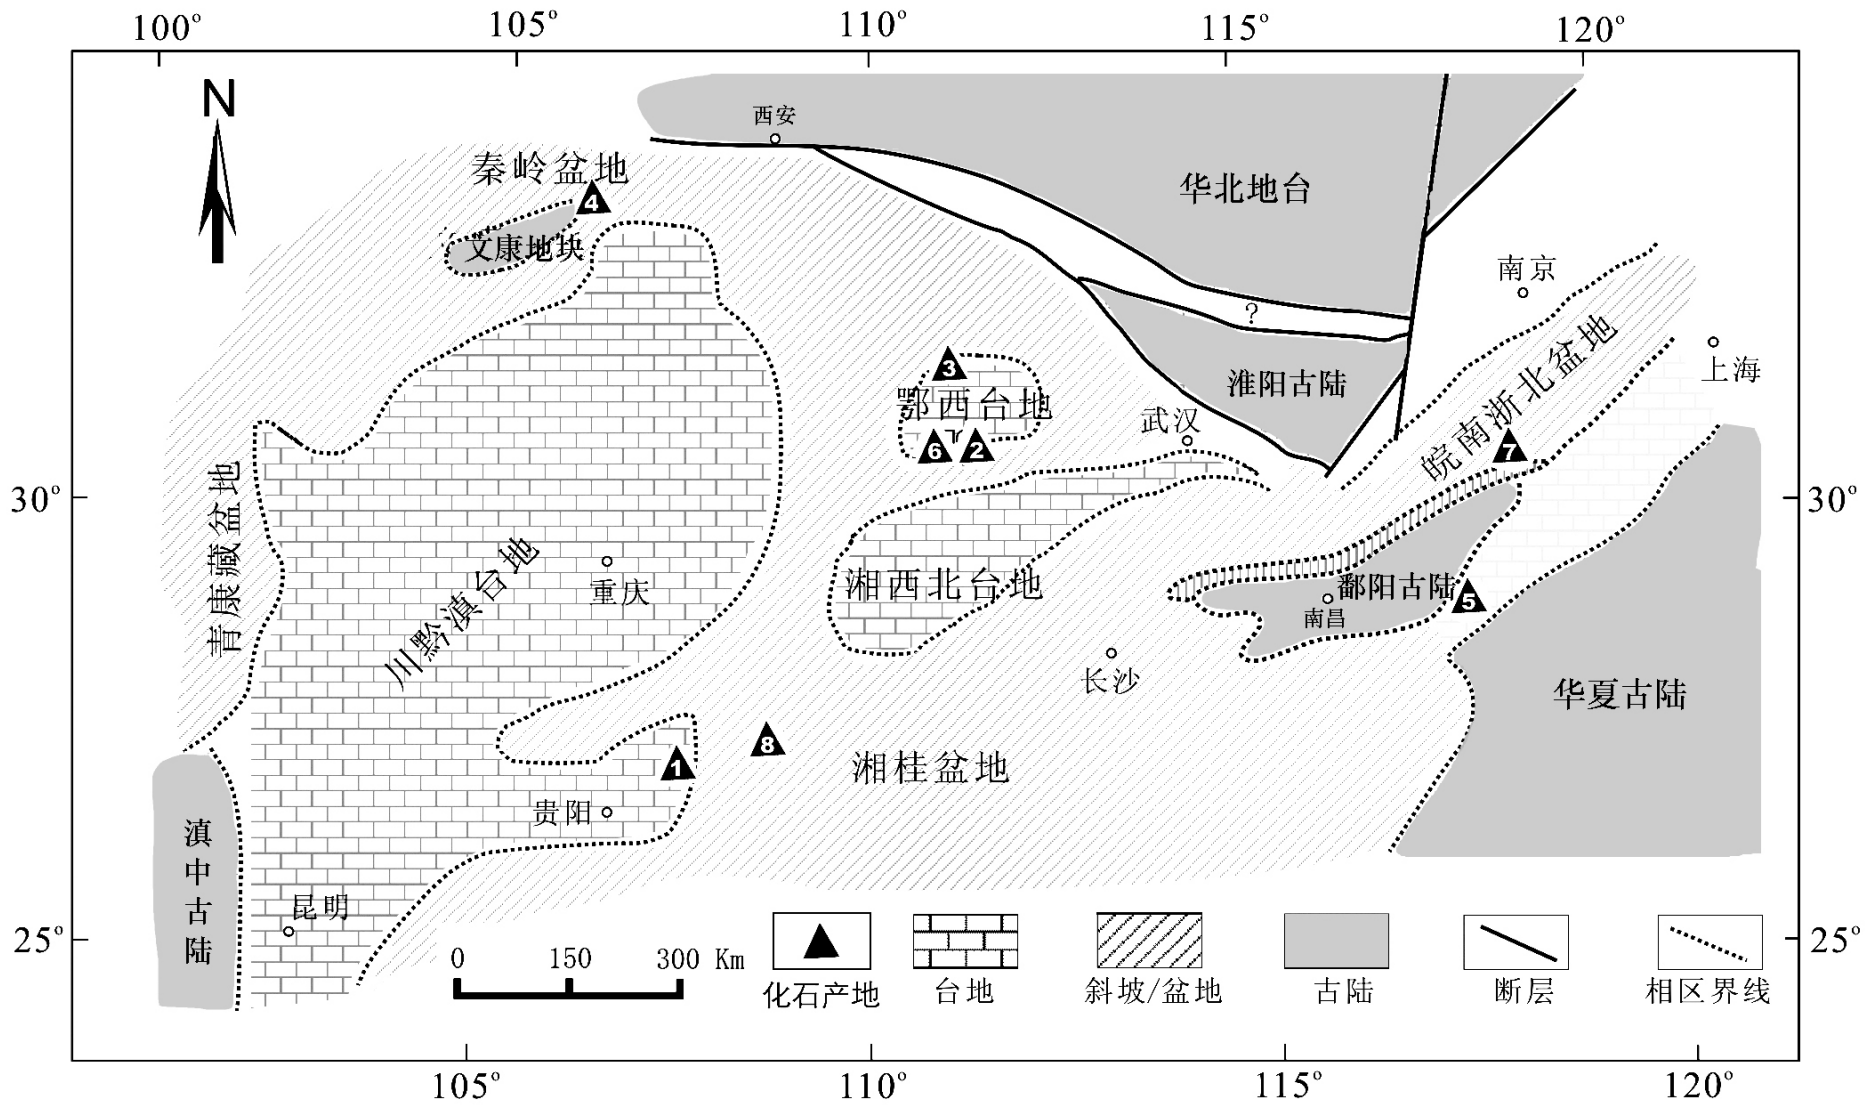 100° 105° 110° 115° 120°
N
西安
秦岭盆地
4
华北地台
文康地块
南京
?
皖南浙北盆地
上海
3
淮阳古陆
鄂西台地
武汉
6 2
7
30° 30°
青康藏盆地
川黔滇台地
重庆
湘西北台地
鄱阳古陆
5
南昌
长沙
华夏古陆
8
1
湘桂盆地
贵阳
滇中古陆
昆明
25° 25°
0 150 300 Km
化石产地 台地 斜坡/盆地 古陆 断层 相区界线
105° 110° 115° 120°